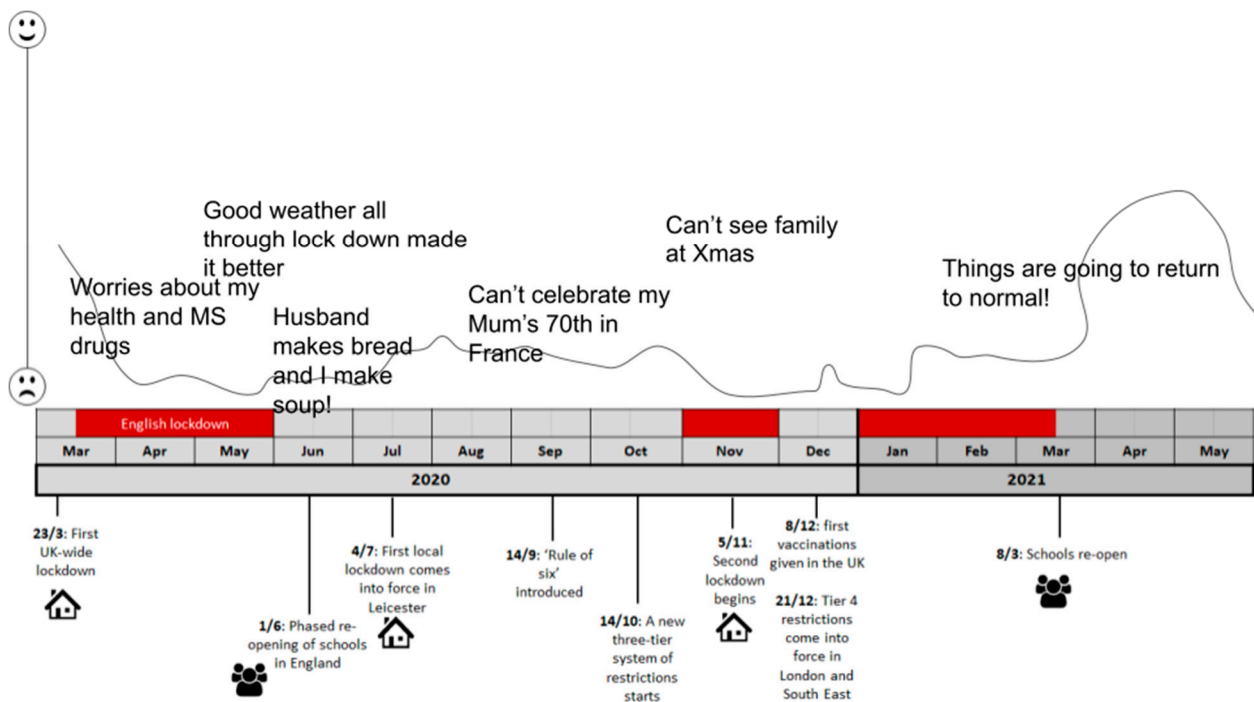 Good weather all
through lock down made
it better
Can't see family
at Xmas
Worries about my
health and MS
drugs
Husband
makes bread
and I make
soup!
Can't celebrate my
Mum's 70th in
France
Things are going to return
to normal!
English lockdown
Mar Apr May Jun Jul Aug Sep Oct Nov Dec Jan Feb Mar Apr May
2020 2021
23/3: First
UK-wide
lockdown
1/6: Phased re-
opening of schools
in England
4/7: First local
lockdown comes
into force in
Leicester
14/9: 'Rule of
six'
introduced
14/10: A new
three-tier
system of
restrictions
starts
5/11:
Second
lockdown
begins
8/12: first
vaccinations
given in the UK
21/12: Tier 4
restrictions
come into
force in
London and
South East
8/3: Schools re-open